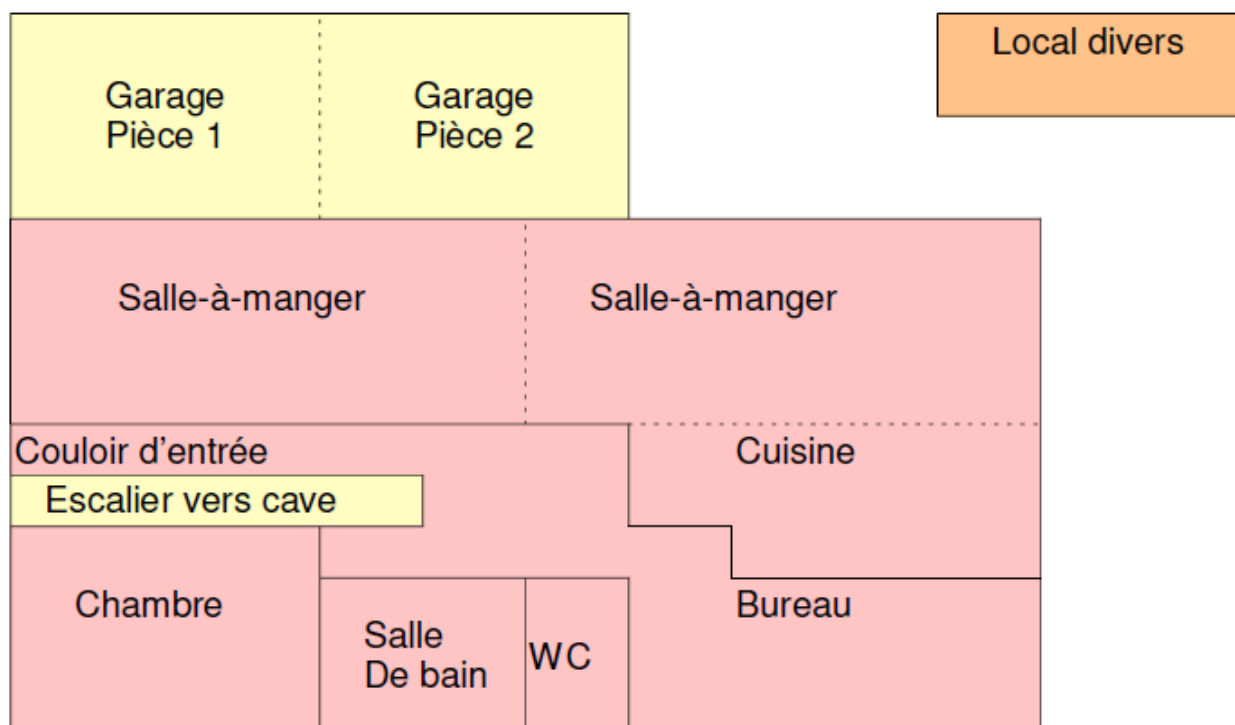 Garage
Pièce 1
Garage
Pièce 2
Local divers
Salle-à-manger
Salle-à-manger
Couloir d'entrée
Cuisine
Escalier vers cave
Chambre
Bureau
Salle
De bain
WC